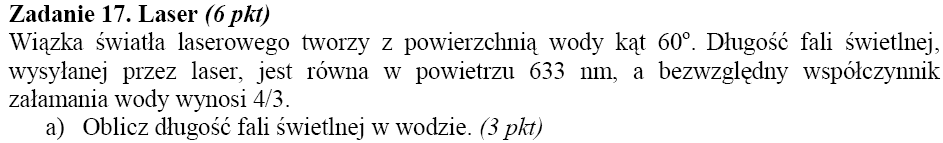 Zadanie 17. Laser (6 pkt)
Wiązka światła laserowego tworzy z powierzchnią wody kąt 60°. Długość fali świetlnej,
wysyłanej przez laser, jest równa w powietrzu 633 nm, a bezwzględny współczynnik
załamania wody wynosi 4/3.
a) Oblicz długość fali świetlnej w wodzie. (3 pkt)